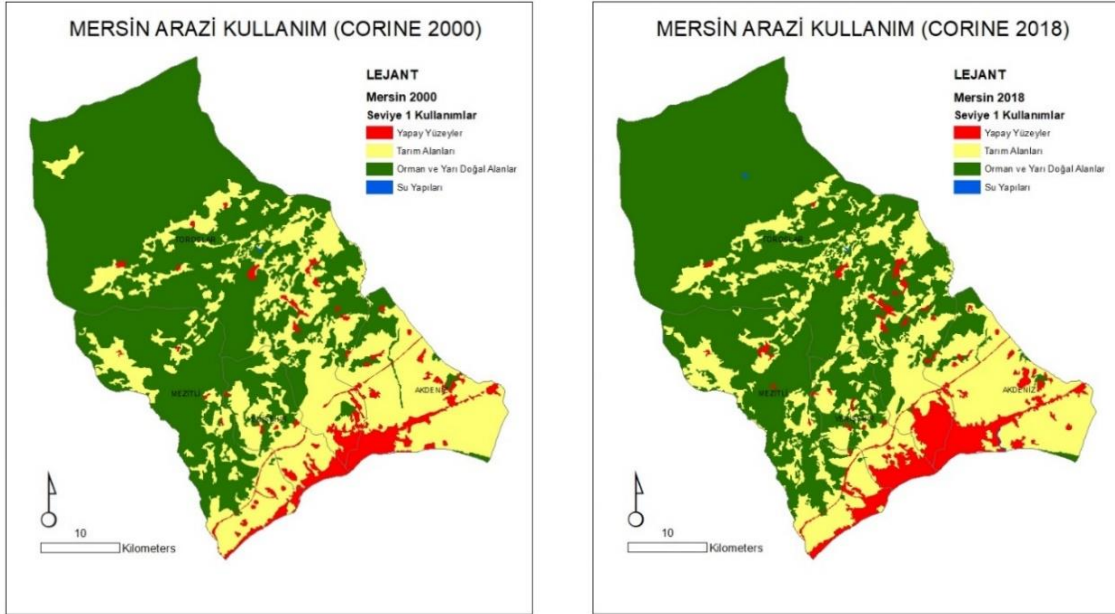 MERSİN ARAZİ KULLANIM (CORINE 2000)
LEJANT
Mersin 2000
Seviye 1 Kullanımlar
Yapay Yüzeyler
Tarım Alanları
Orman ve Yarı Doğal Alanlar
Su Yapıları
TOROSLAR
MEZİTLİ
AKDENİZ
10
Kilometers
MERSİN ARAZİ KULLANIM (CORINE 2018)
LEJANT
Mersin 2018
Seviye 1 Kullanımlar
Yapay Yüzeyler
Tarım Alanları
Orman ve Yarı Doğal Alanlar
Su Yapıları
TOROSLAR
MEZİTLİ
AKDENİZ
10
Kilometers